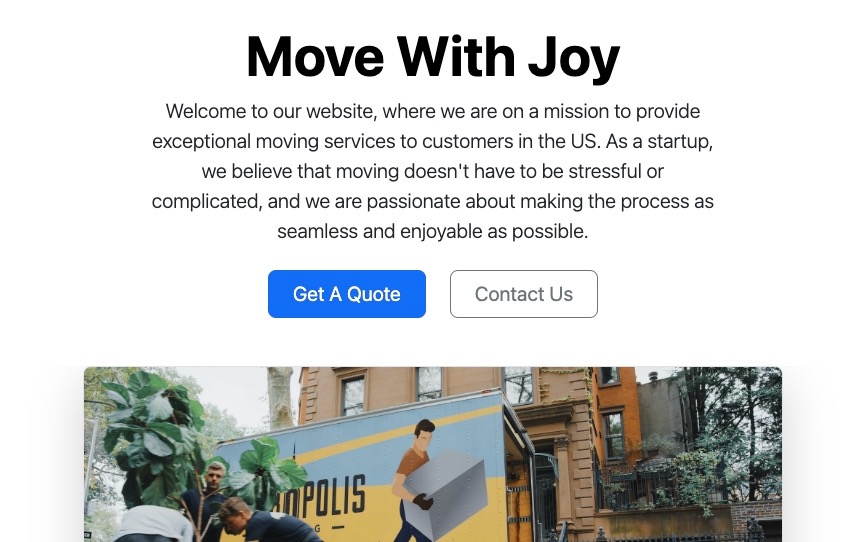 Move With Joy
Welcome to our website, where we are on a mission to provide
exceptional moving services to customers in the US. As a startup,
we believe that moving doesn't have to be stressful or
complicated, and we are passionate about making the process as
seamless and enjoyable as possible.
Get A Quote
Contact Us